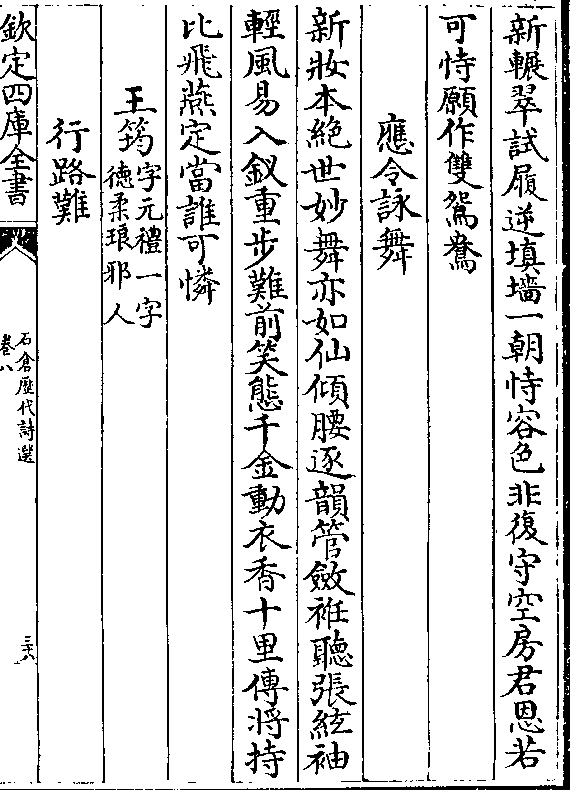 新輾翠試履逆填墻一朝恃容色非復守空房君恩若
可恃願作雙鴛鴦
應令詠舞
新妝本絕世妙舞亦如仙傾腰逐韻管斂袵聽張絃袖
輕風易入釵重步難前笑態千金動衣香十里傳將持
比飛燕定當誰可憐
王筠字元禮一字
德柔琅邪人
行路難
欽定四庫全書
石倉歷代詩選
卷八
三六